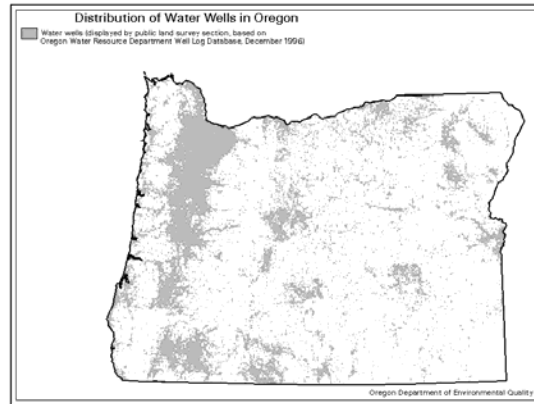 Distribution of Water Wells in Oregon
Water wells (displayed by public land survey section, based on
Oregon Water Resource Department Well Log Database, December 1996)
Oregon Department of Environmental Quality